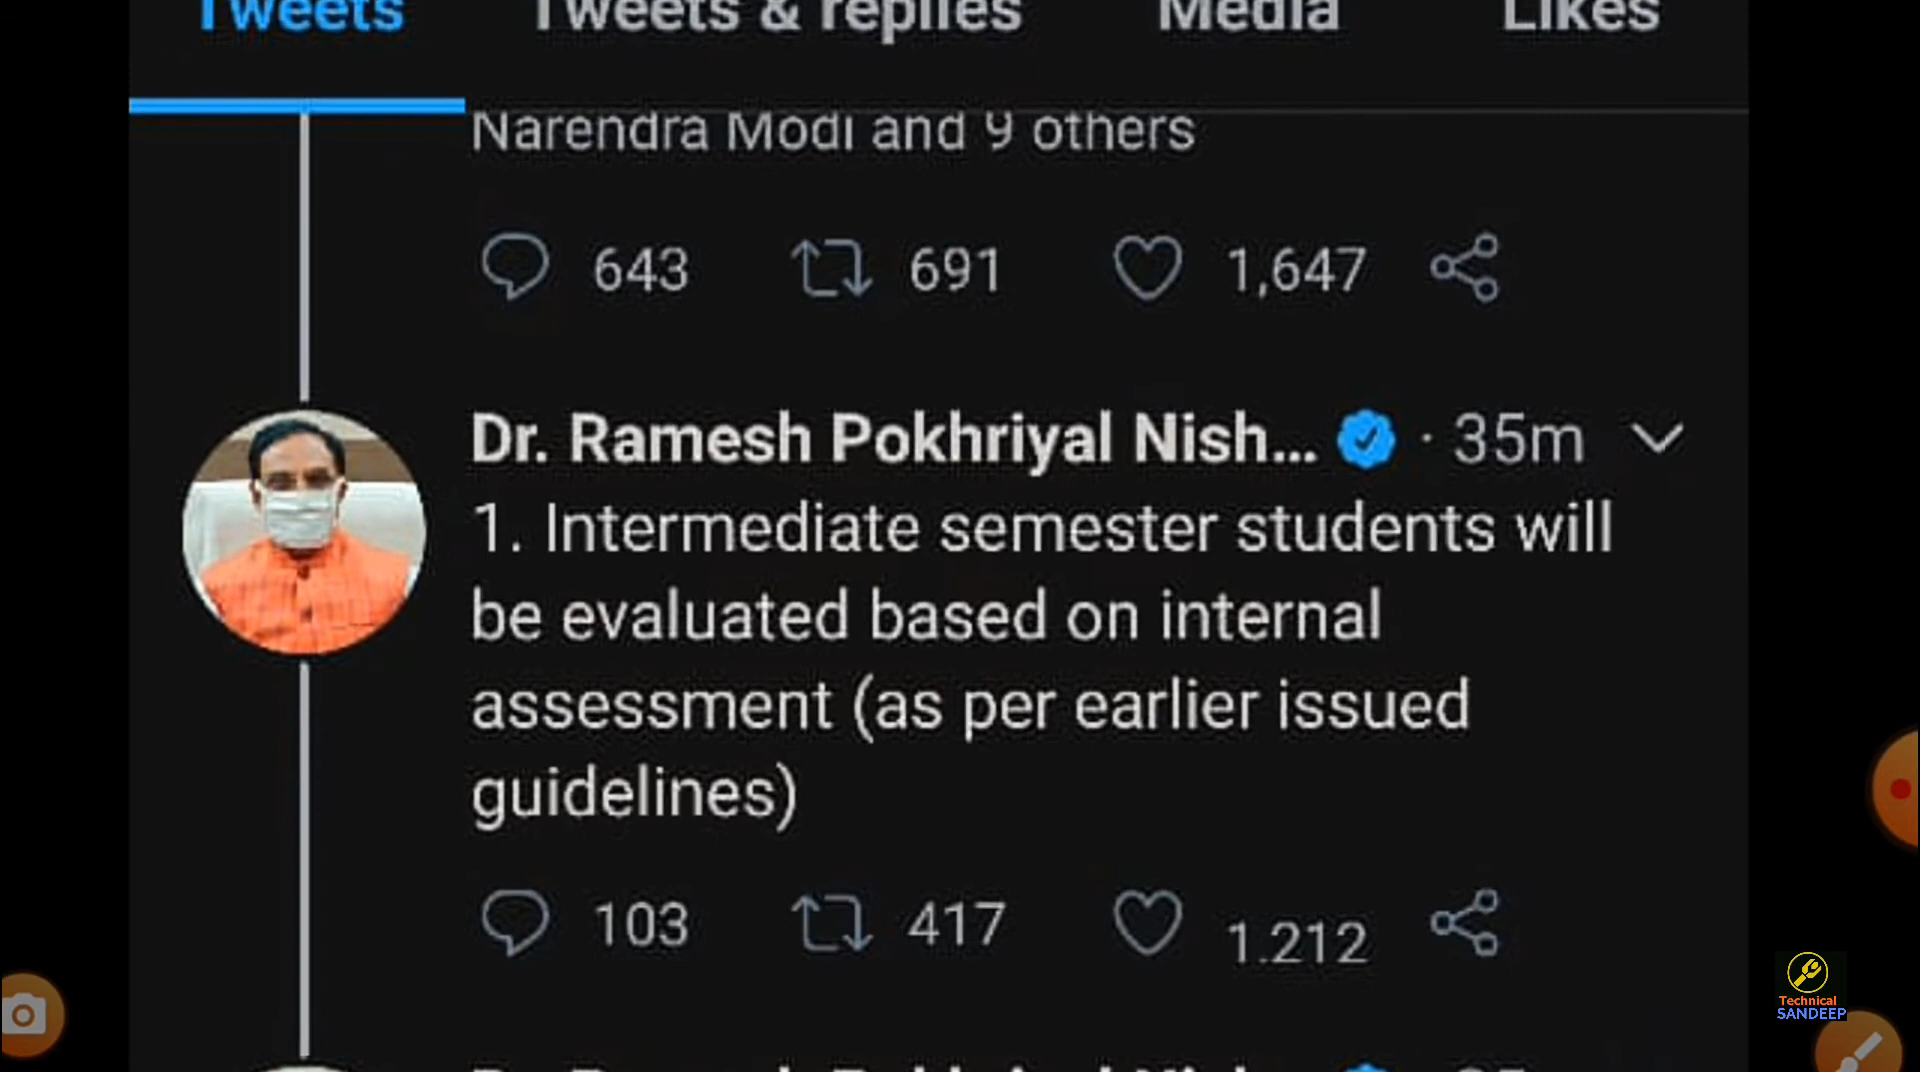 Tweets Tweets & replies Media Likes
Narendra Modi and 9 others
643 691 1,647
Dr. Ramesh Pokhriyal Nish... · 35m
1. Intermediate semester students will
be evaluated based on internal
assessment (as per earlier issued
guidelines)
103 417 1.212
Technical
SANDEEP